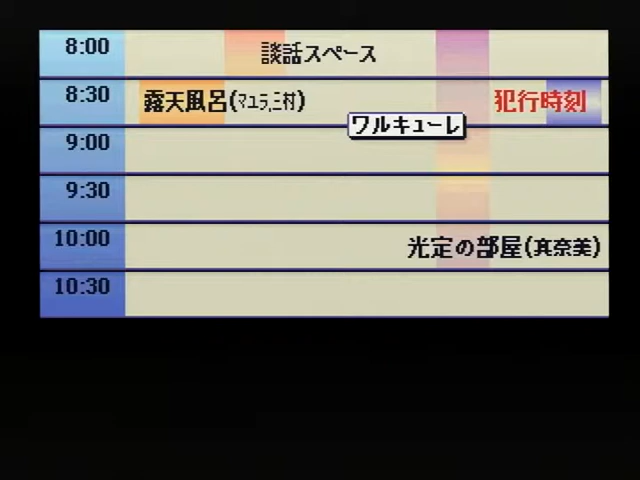 8:00 談話スペース
8:30 露天風呂(マユラ,三村) 犯行時刻
ワルキューレ
9:00
9:30
10:00 光定の部屋(真奈美)
10:30